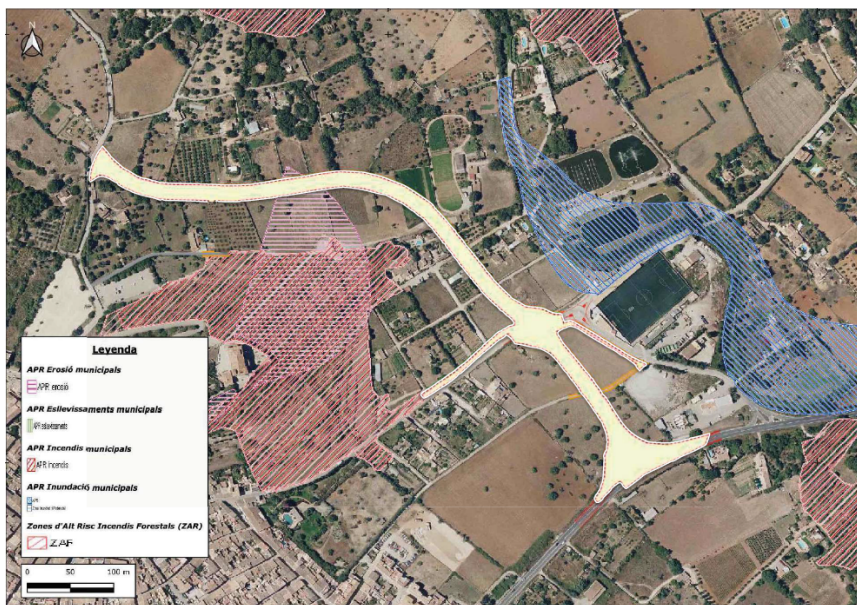 N
Leyenda
APR Erosió municipals
APR erosió
APR Esllevissaments municipals
APR esllavissaments
APR Incendis municipals
APR Incendis
APR Inundació municipals
Zones d'Alt Risc Incendis Forestals (ZAR)
ZAR
0 50 100 m